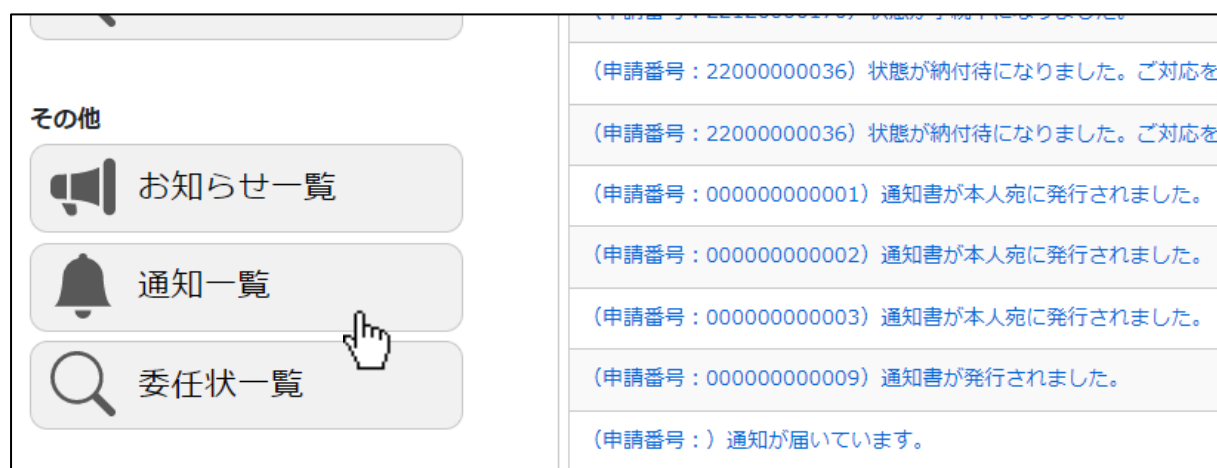 その他
お知らせ一覧
通知一覧
委任状一覧
（申請番号：22000000036）状態が納付待になりました。ご対応を
（申請番号：22000000036）状態が納付待になりました。ご対応を
（申請番号：000000000001）通知書が本人宛に発行されました。
（申請番号：000000000002）通知書が本人宛に発行されました。
（申請番号：000000000003）通知書が本人宛に発行されました。
（申請番号：000000000009）通知書が発行されました。
（申請番号：）通知が届いています。